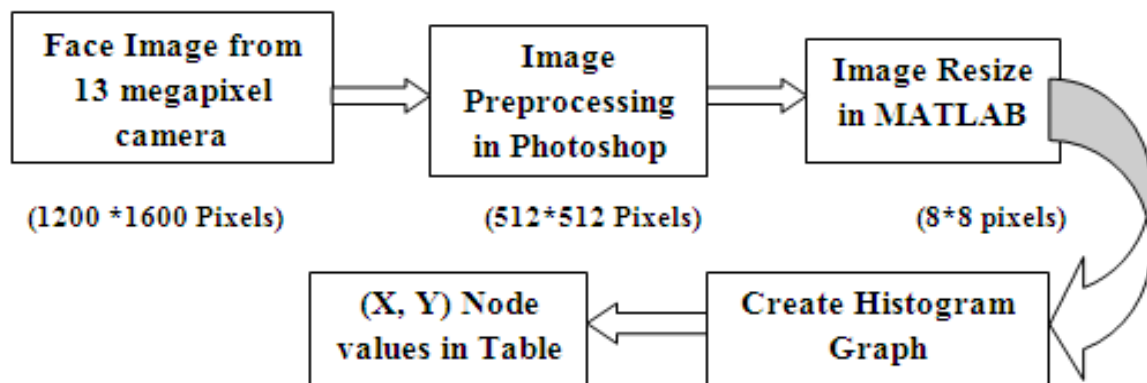 Face Image from
13 megapixel
camera
Image
Preprocessing
in Photoshop
Image Resize
in MATLAB
(1200 *1600 Pixels)
(512*512 Pixels)
(8*8 pixels)
Create Histogram
Graph
(X, Y) Node
values in Table